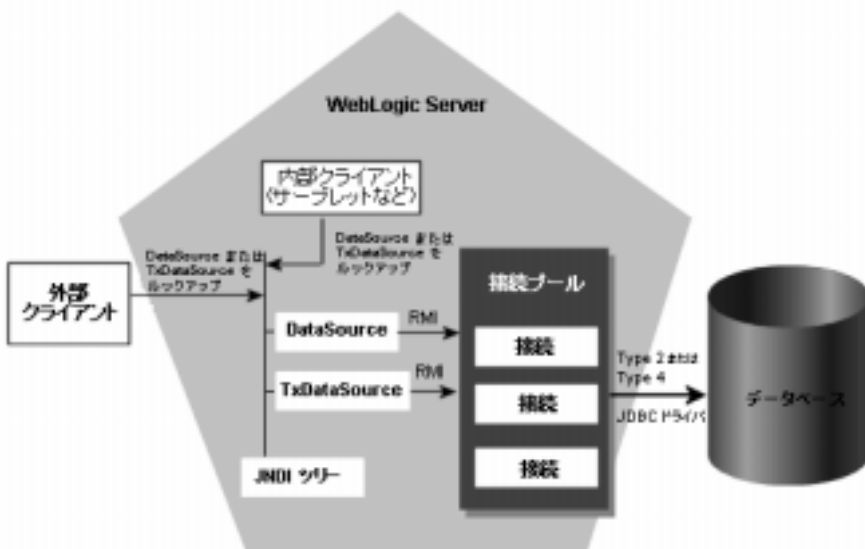 WebLogic Server
内部クライアント
(サーブレットなど)
DataSource または
TxDataSource を
ルックアップ
DataSource または
TxDataSource を
ルックアップ
外部
クライアント
接続プール
DataSource
RMI
接続
TxDataSource
RMI
接続
Type 2 または
Type 4
JDBC ドライバ
データベース
JNDI ツリー
接続